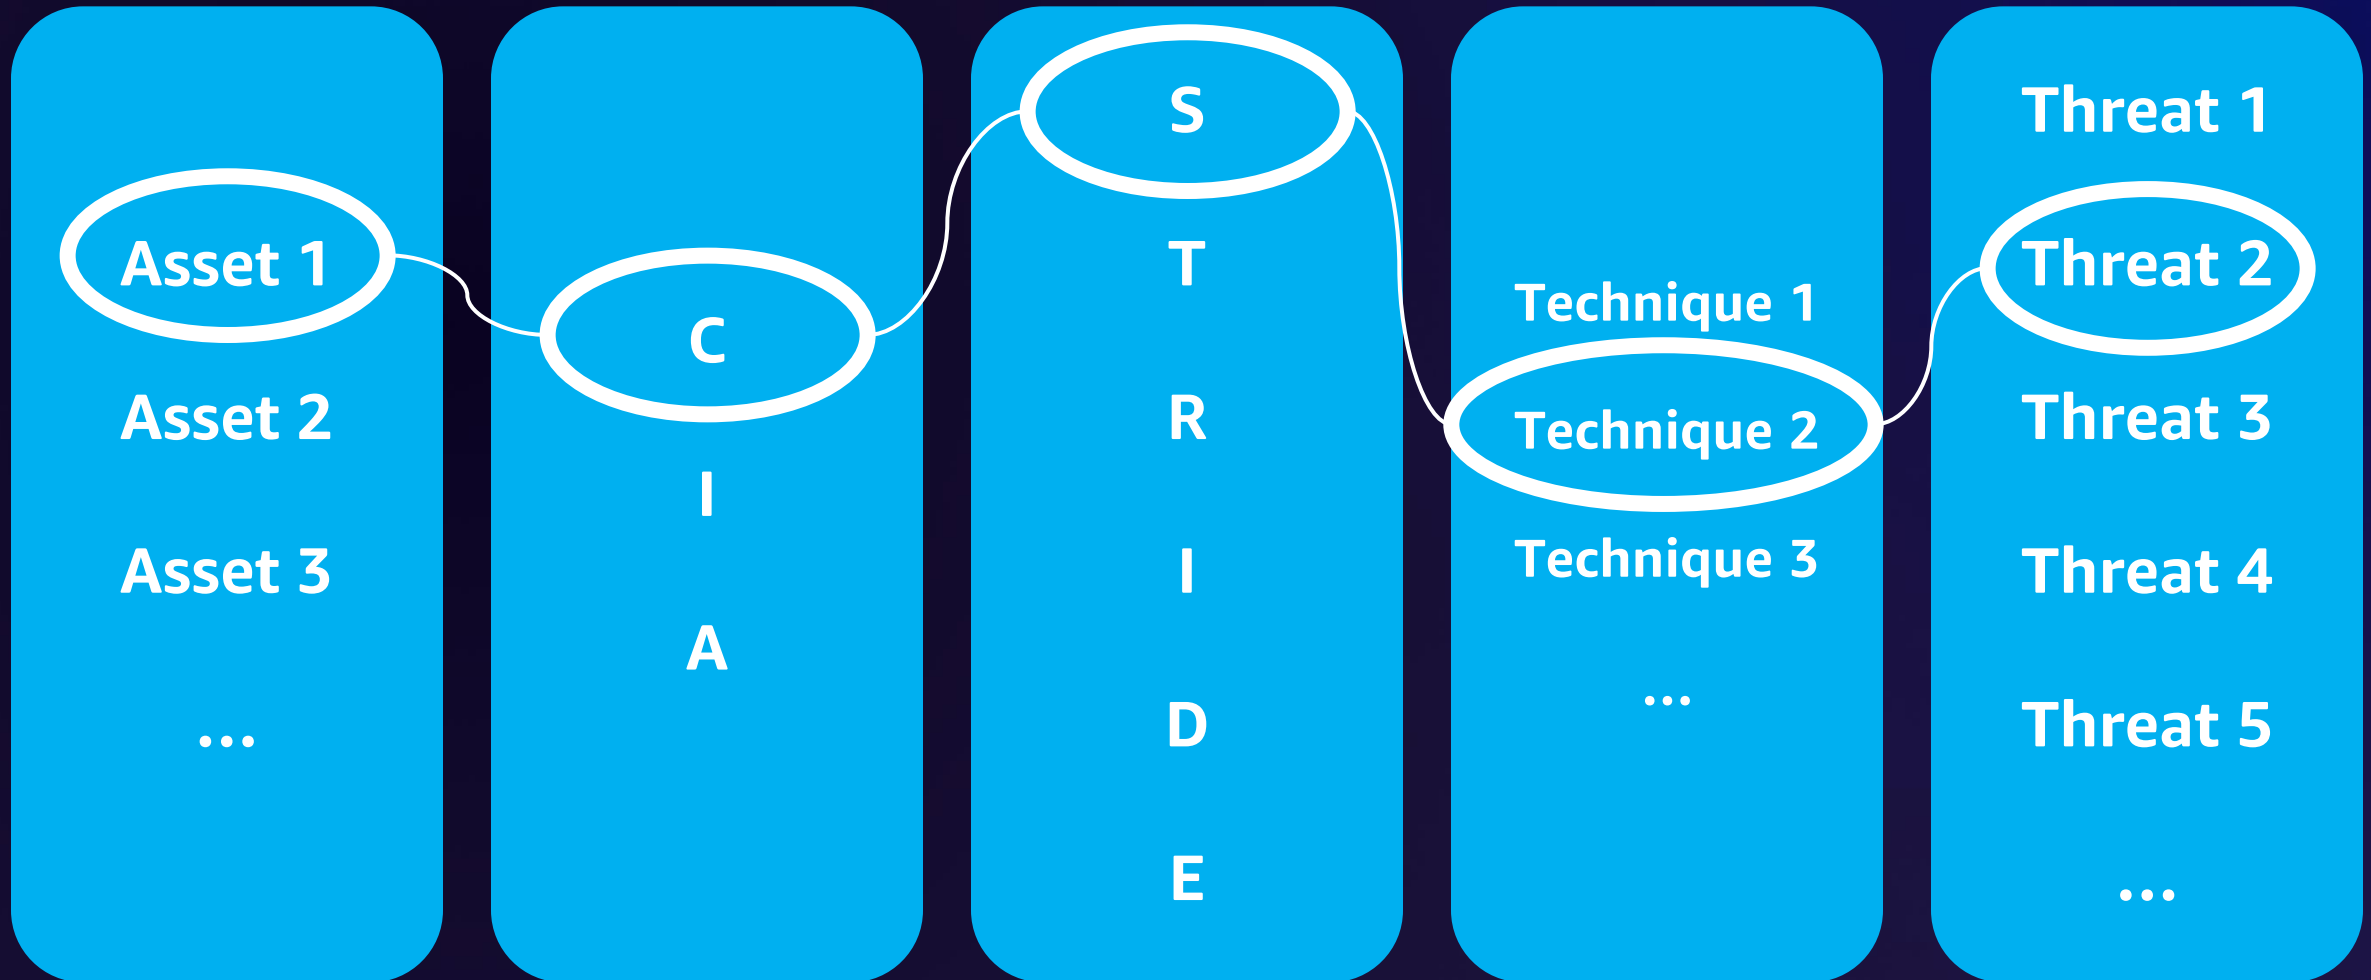 Asset 1
Asset 2
Asset 3
...
C
I
A
S
T
R
I
D
E
Technique 1
Technique 2
Technique 3
...
Threat 1
Threat 2
Threat 3
Threat 4
Threat 5
...